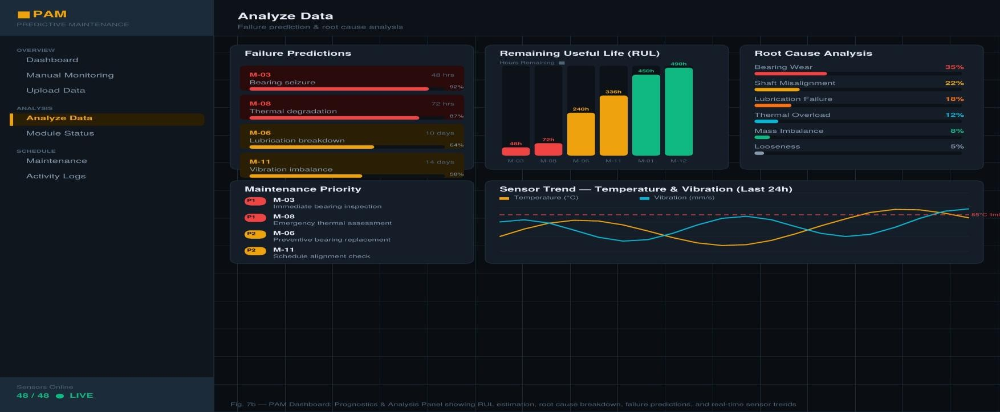 PAM
PREDICTIVE MAINTENANCE
OVERVIEW
Dashboard
Manual Monitoring
Upload Data
ANALYSIS
Analyze Data
Module Status
SCHEDULE
Maintenance
Activity Logs
Sensors Online
48 / 48 LIVE
Analyze Data
Failure prediction & root cause analysis
Failure Predictions
M-03 48 hrs
Bearing seizure
92%
M-08 72 hrs
Thermal degradation
87%
M-06 10 days
Lubrication breakdown
64%
M-11 14 days
Vibration imbalance
58%
Remaining Useful Life (RUL)
Hours Remaining
48h 72h 240h 336h 450h 490h
M-03 M-08 M-06 M-11 M-01 M-12
Root Cause Analysis
Bearing Wear 35%
Shaft Misalignment 22%
Lubrication Failure 18%
Thermal Overload 12%
Mass Imbalance 8%
Looseness 5%
Maintenance Priority
P1 M-03
Immediate bearing inspection
P1 M-08
Emergency thermal assessment
P2 M-06
Preventive bearing replacement
P2 M-11
Schedule alignment check
Sensor Trend — Temperature & Vibration (Last 24h)
Temperature (°C) Vibration (mm/s)
85°C limi
Fig. 7b — PAM Dashboard: Prognostics & Analysis Panel showing RUL estimation, root cause breakdown, failure predictions, and real-time sensor trends